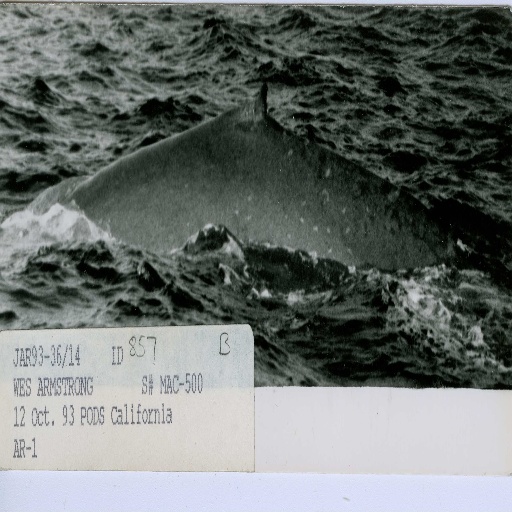 JAR93-36/14 ID 857 B
WES ARMSTRONG S# MAC-500
12 Oct. 93 PODS California
AR-1